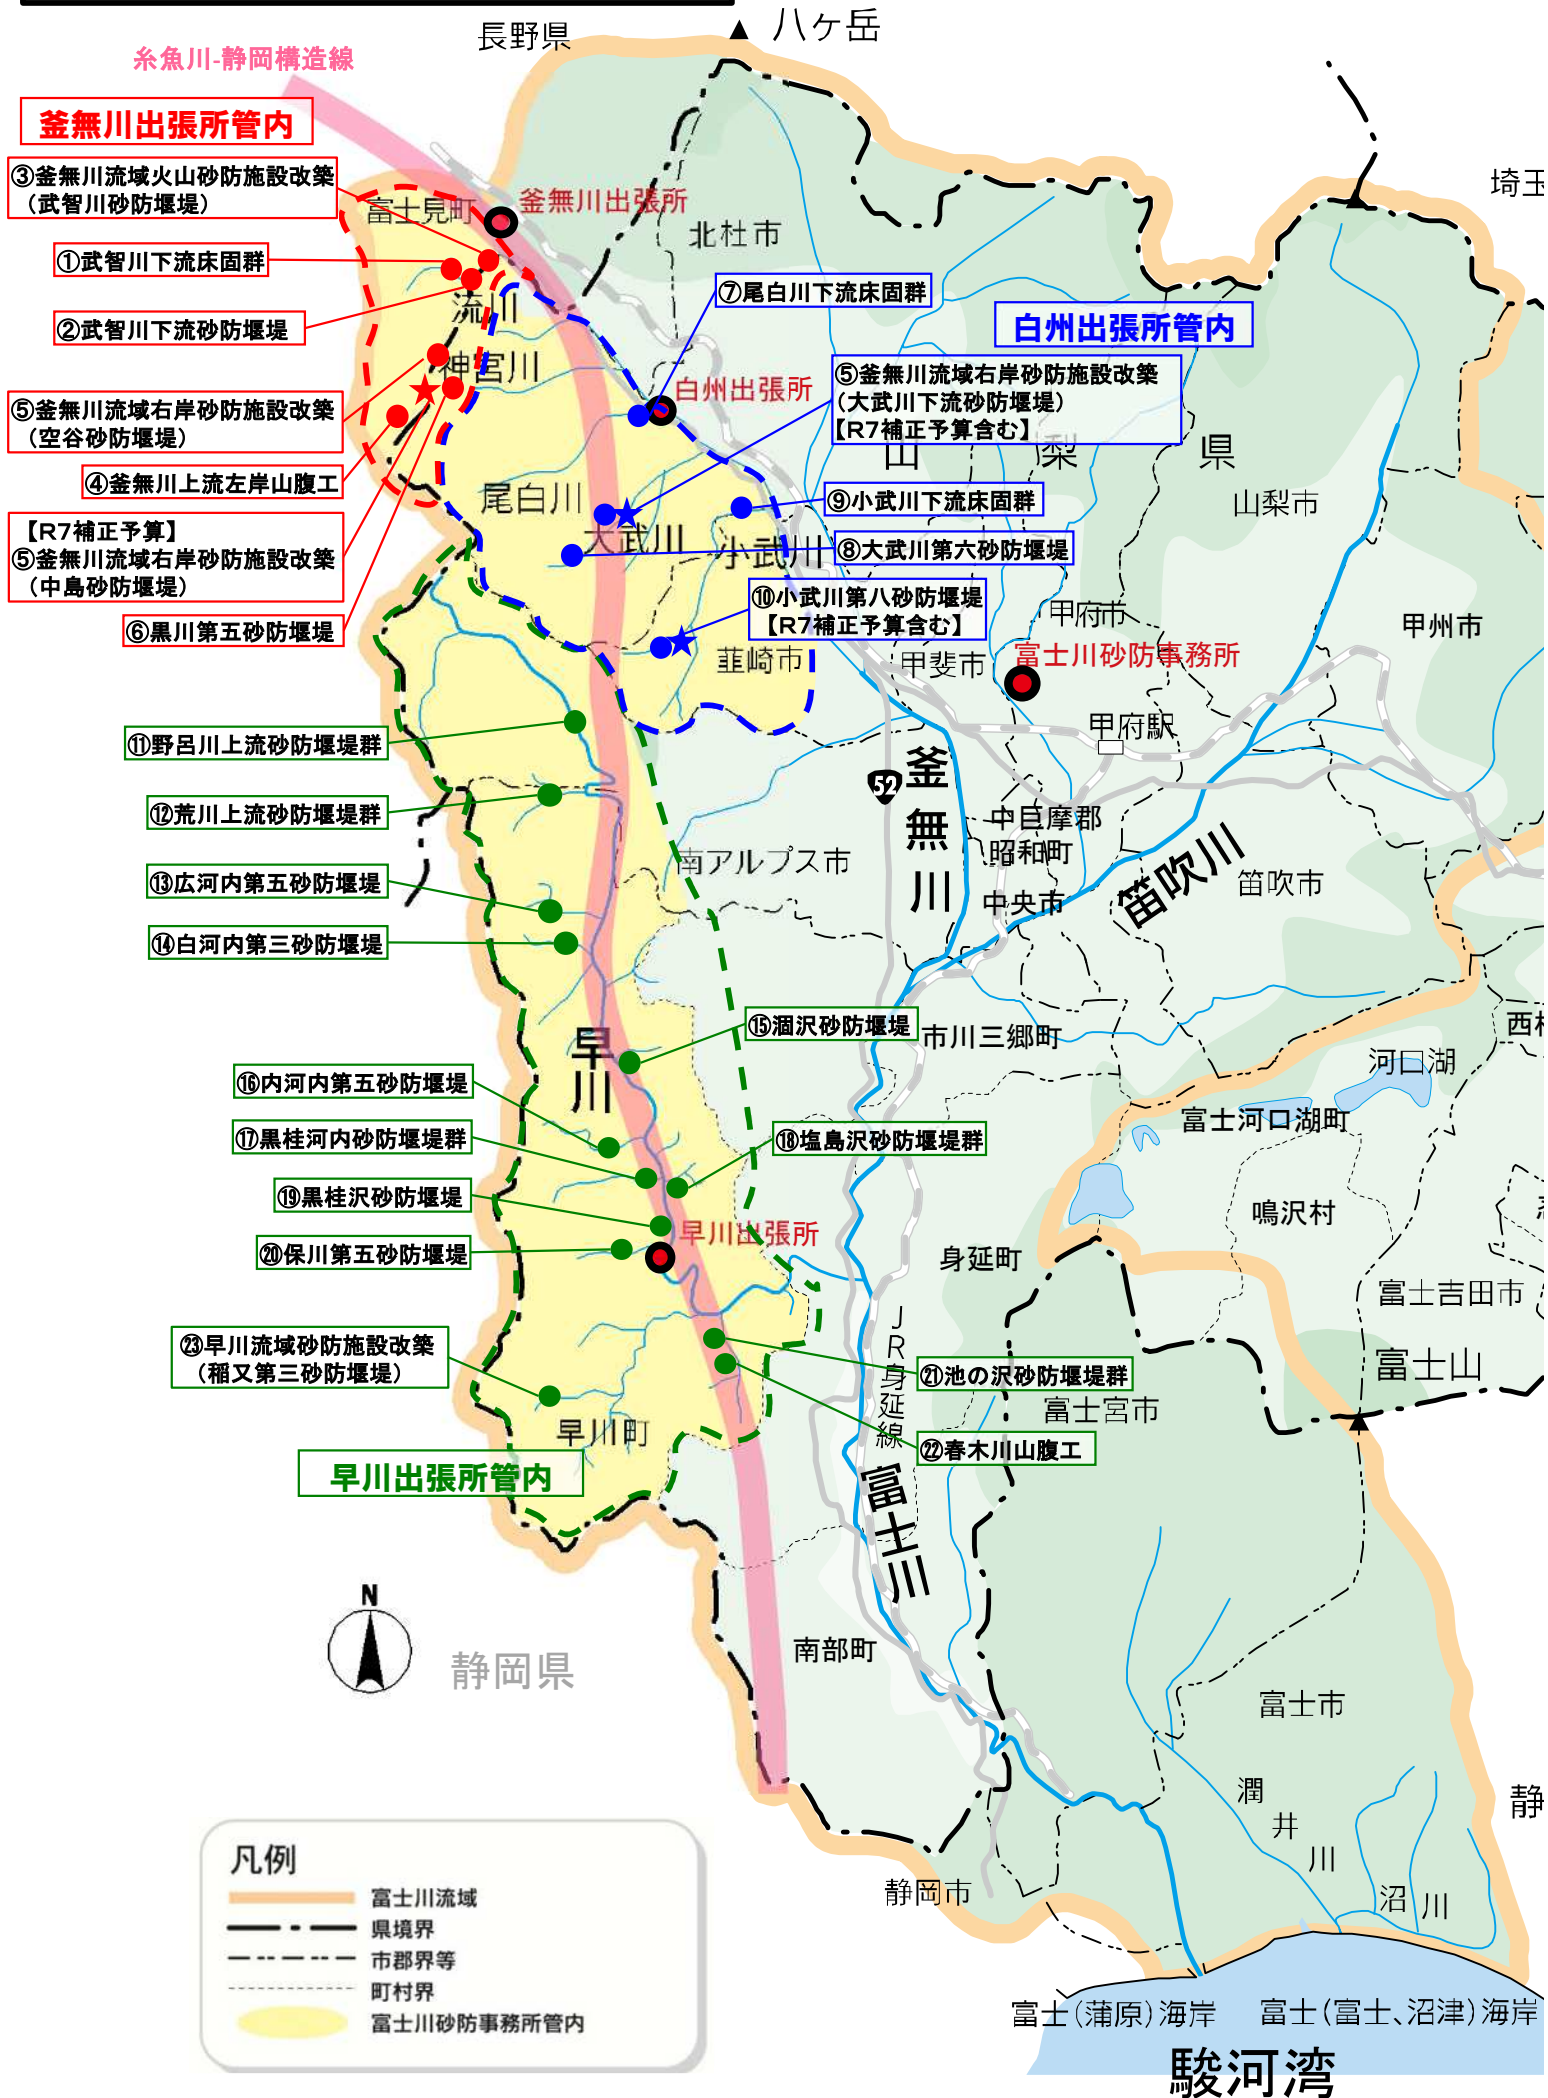 長野県
▲ 八ヶ岳
糸魚川-静岡構造線
釜無川出張所管内
③釜無川流域火山砂防施設改築
（武智川砂防堰堤）
埼玉
富士見町
釜無川出張所
北杜市
①武智川下流床固群
②武智川下流砂防堰堤
流川
神宮川
⑦尾白川下流床固群
白州出張所管内
白州出張所
⑤釜無川流域右岸砂防施設改築
（大武川下流砂防堰堤）
【R7補正予算含む】
山梨県
⑤釜無川流域右岸砂防施設改築
（空谷砂防堰堤）
④釜無川上流左岸山腹工
尾白川
大武川
小武川
⑨小武川下流床固群
山梨市
【R7補正予算】
⑤釜無川流域右岸砂防施設改築
（中島砂防堰堤）
⑧大武川第六砂防堰堤
⑥黒川第五砂防堰堤
⑩小武川第八砂防堰堤
【R7補正予算含む】
韮崎市
甲府市
甲斐市
富士川砂防事務所
甲州市
甲府駅
⑪野呂川上流砂防堰堤群
52
釜無川
⑫荒川上流砂防堰堤群
中巨摩郡
昭和町
南アルプス市
中央市
笛吹川
笛吹市
⑬広河内第五砂防堰堤
⑭白河内第三砂防堰堤
早川
⑮涸沢砂防堰堤
市川三郷町
河口湖
富士河口湖町
⑯内河内第五砂防堰堤
⑰黒桂河内砂防堰堤群
⑱塩島沢砂防堰堤群
⑲黒桂沢砂防堰堤
⑳保川第五砂防堰堤
早川出張所
鳴沢村
身延町
富士吉田市
富士山
JR身延線
㉓早川流域砂防施設改築
（稲又第三砂防堰堤）
㉑池の沢砂防堰堤群
㉒春木川山腹工
富士宮市
早川町
早川出張所管内
富士川
N
静岡県
南部町
富士市
潤井川
沼川
静
静岡市
凡例
富士川流域
県境界
市郡界等
町村界
富士川砂防事務所管内
富士（蒲原）海岸
富士（富士、沼津）海岸
駿河湾